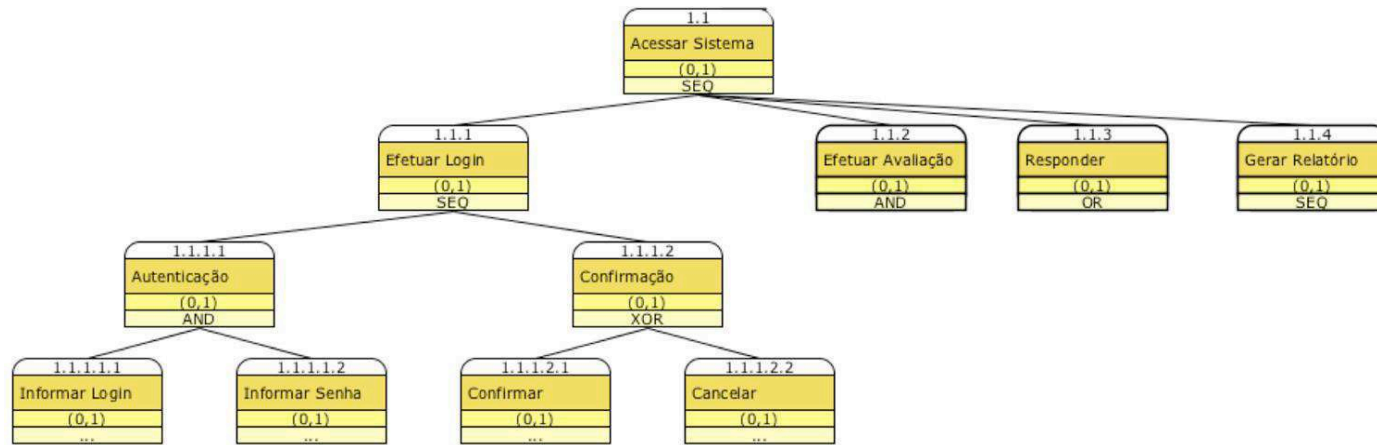 1.1
Acessar Sistema
(0,1)
SEQ
1.1.1
Efetuar Login
(0,1)
SEQ
1.1.2
Efetuar Avaliação
(0,1)
AND
1.1.3
Responder
(0,1)
OR
1.1.4
Gerar Relatório
(0,1)
SEQ
1.1.1.1
Autenticação
(0,1)
AND
1.1.1.2
Confirmação
(0,1)
XOR
1.1.1.1.1
Informar Login
(0,1)
...
1.1.1.1.2
Informar Senha
(0,1)
...
1.1.1.2.1
Confirmar
(0,1)
...
1.1.1.2.2
Cancelar
(0,1)
...